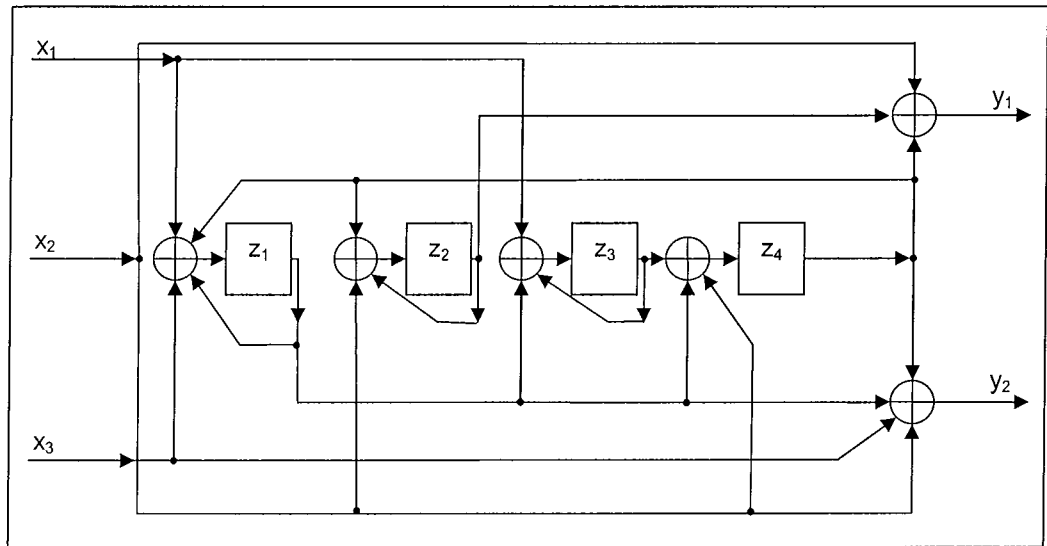 x₁
y₁
x₂
z₁
z₂
z₃
z₄
y₂
x₃